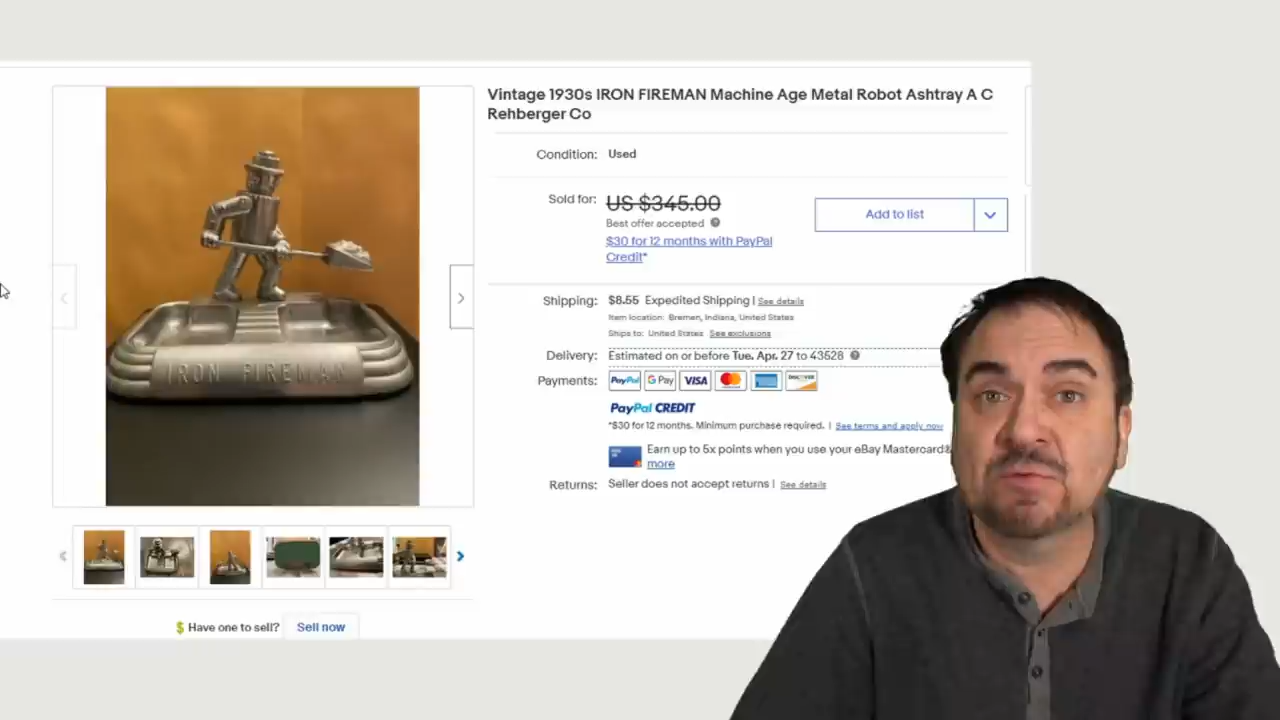 Vintage 1930s IRON FIREMAN Machine Age Metal Robot Ashtray A C
Rehberger Co
Condition: Used
Sold for: US $345.00
Best offer accepted
$30 for 12 months with PayPal
Credit*
Add to list
IRON FIREMAN
Shipping: $8.55 Expedited Shipping | See details
Item location: Bremen, Indiana, United States
Ships to: United States See exclusions
Delivery: Estimated on or before Tue. Apr. 27 to 43528
Payments: PayPal G Pay VISA
DISCOVER
PayPal CREDIT
*$30 for 12 months. Minimum purchase required. | See terms and apply now
Earn up to 5x points when you use your eBay Mastercard®
more
Returns: Seller does not accept returns | See details
$ Have one to sell? Sell now